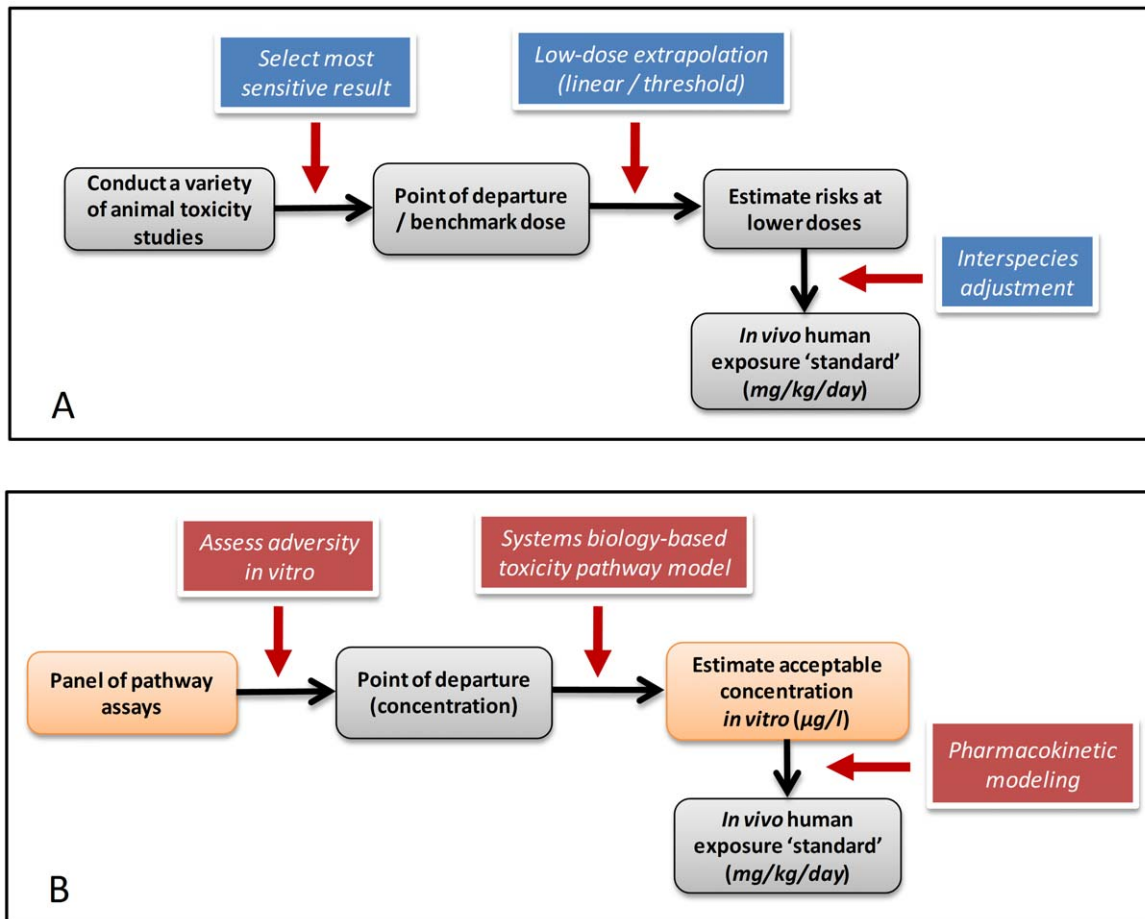 Select most
sensitive result
Low-dose extrapolation
(linear / threshold)
Conduct a variety
of animal toxicity
studies
Point of departure
/ benchmark dose
Estimate risks at
lower doses
Interspecies
adjustment
In vivo human
exposure ‘standard’
(mg/kg/day)
A
Assess adversity
in vitro
Systems biology-based
toxicity pathway model
Panel of pathway
assays
Point of departure
(concentration)
Estimate acceptable
concentration
in vitro (µg/l)
Pharmacokinetic
modeling
In vivo human
exposure ‘standard’
(mg/kg/day)
B